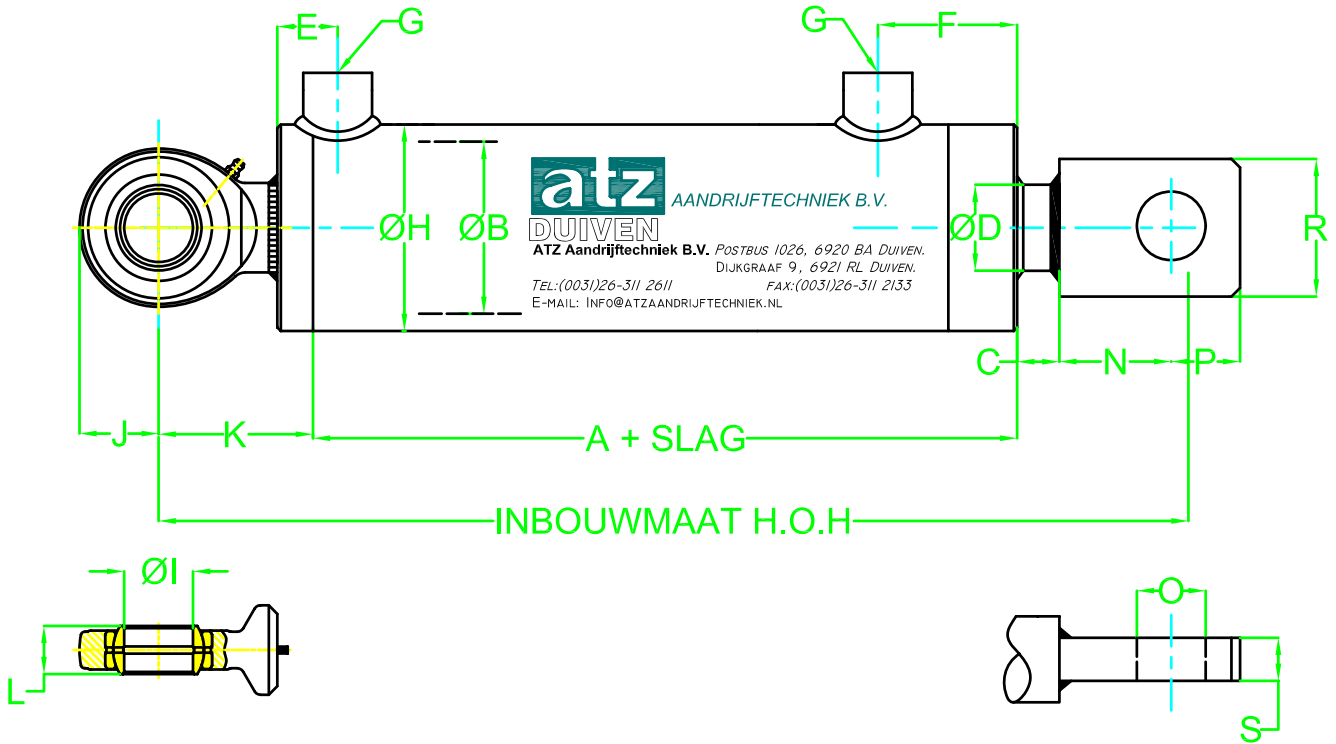 E
G
G
F
atz
AANDRIJFTECHNIEK B.V.
DUIVEN
ØH
ØB
ØD
R
ATZ Aandrijftechniek B.V. POSTBUS 1026, 6920 BA DUIVEN.
DIJKGRAAF 9, 6921 RL DUIVEN.
TEL:(0031)26-311 2611 FAX:(0031)26-311 2133
E-MAIL: INFO@ATZAANDRIJFTECHNIEK.NL
C
N
P
J
K
A + SLAG
INBOUWMAAT H.O.H
ØI
O
L
S